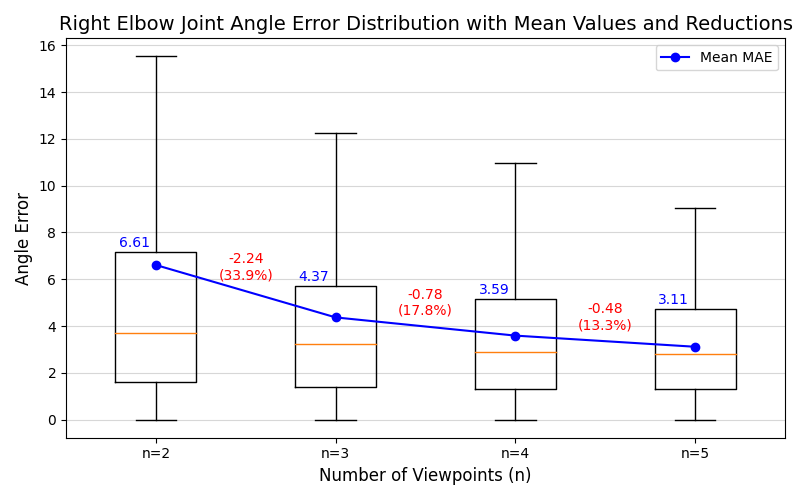 Right Elbow Joint Angle Error Distribution with Mean Values and Reductions
Mean MAE
Angle Error
16
14
12
10
8
6
4
2
0
6.61
-2.24
(33.9%)
4.37
-0.78
(17.8%)
3.59
-0.48
(13.3%)
3.11
n=2
n=3
n=4
n=5
Number of Viewpoints (n)